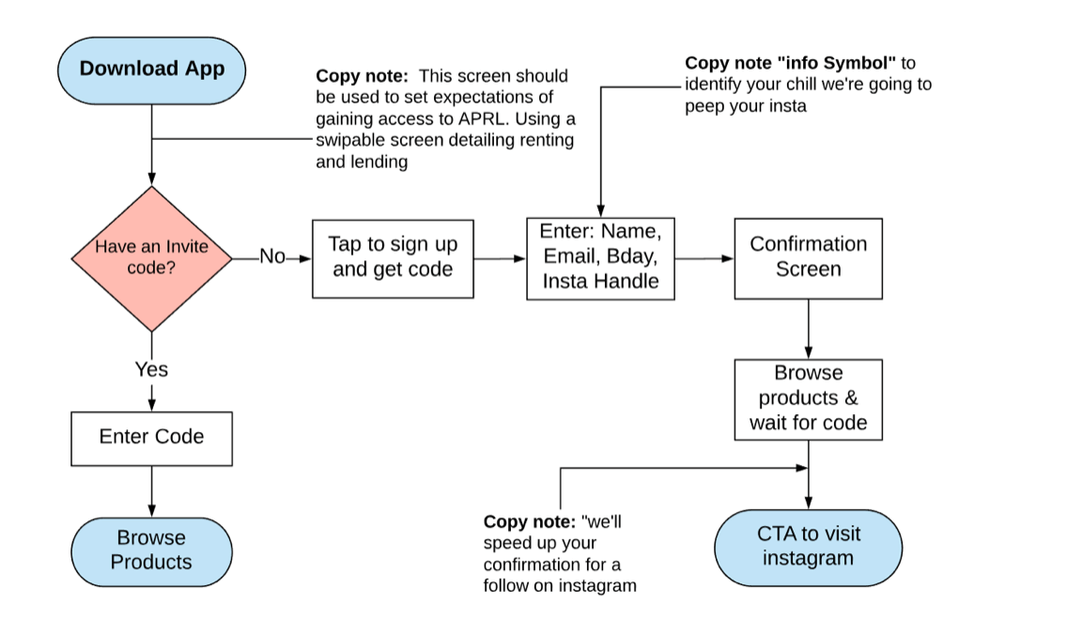 Download App
Copy note:  This screen should
be used to set expectations of
gaining access to APRL. Using a
swipable screen detailing renting
and lending
Copy note "info Symbol" to
identify your chill we're going to
peep your insta
Have an Invite
code?
No
Tap to sign up
and get code
Enter: Name,
Email, Bday,
Insta Handle
Confirmation
Screen
Yes
Enter Code
Browse
Products
Browse
products &
wait for code
Copy note: "we'll
speed up your
confirmation for a
follow on instagram
CTA to visit
instagram